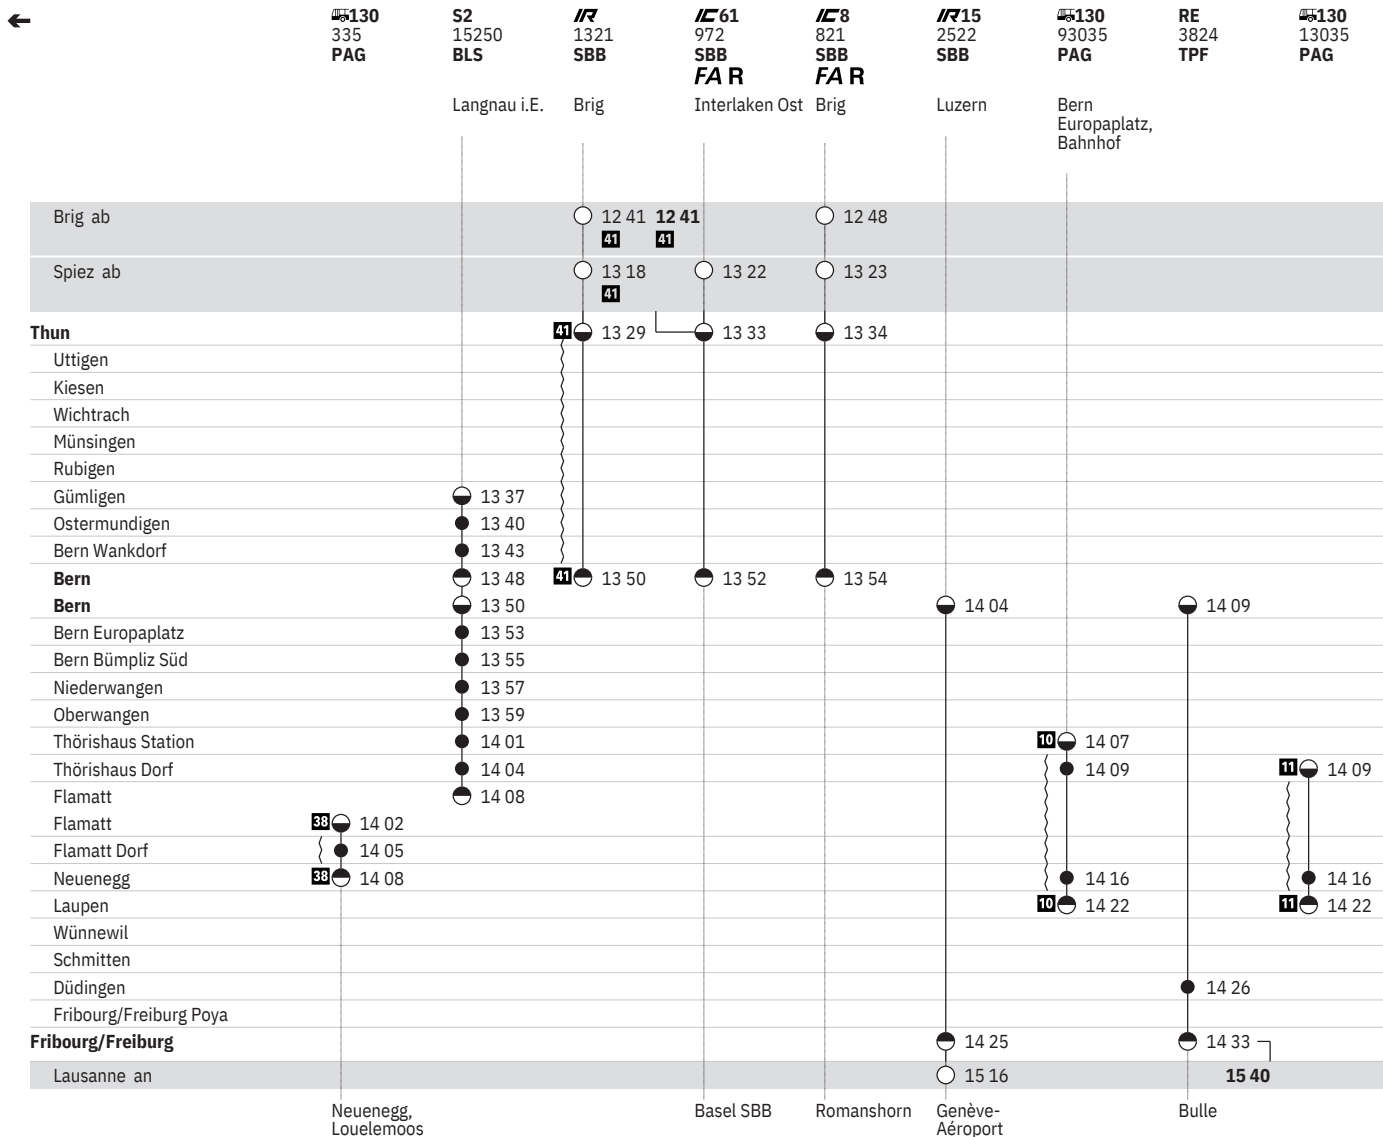 130 S2 IR IC61 IC8 IR15 130 RE 130
335 15250 1321 972 821 2522 93035 3824 13035
PAG BLS SBB SBB SBB SBB PAG TPF PAG
FA R FA R
Langnau i.E. Brig Interlaken Ost Brig Luzern Bern
Europaplatz,
Bahnhof
Brig ab 12 41 12 41 12 48
41 41
Spiez ab 13 18 13 22 13 23
41
Thun 41 13 29 13 33 13 34
Uttigen
Kiesen
Wichtrach
Münsingen
Rubigen
Gümligen 13 37
Ostermundigen 13 40
Bern Wankdorf 13 43
Bern 13 48 41 13 50 13 52 13 54
Bern 13 50 14 04 14 09
Bern Europaplatz 13 53
Bern Bümpliz Süd 13 55
Niederwangen 13 57
Oberwangen 13 59
Thörishaus Station 14 01 10 14 07
Thörishaus Dorf 14 04 14 09 11 14 09
Flamatt 14 08
Flamatt 38 14 02
Flamatt Dorf 14 05
Neuenegg 38 14 08 14 16 14 16
Laupen 10 14 22 11 14 22
Wünnewil
Schmitten
Düdingen 14 26
Fribourg/Freiburg Poya
Fribourg/Freiburg 14 25 14 33
Lausanne an 15 16 15 40
Neuenegg, Basel SBB Romanshorn Genève- Bulle
Louelemoos Aéroport